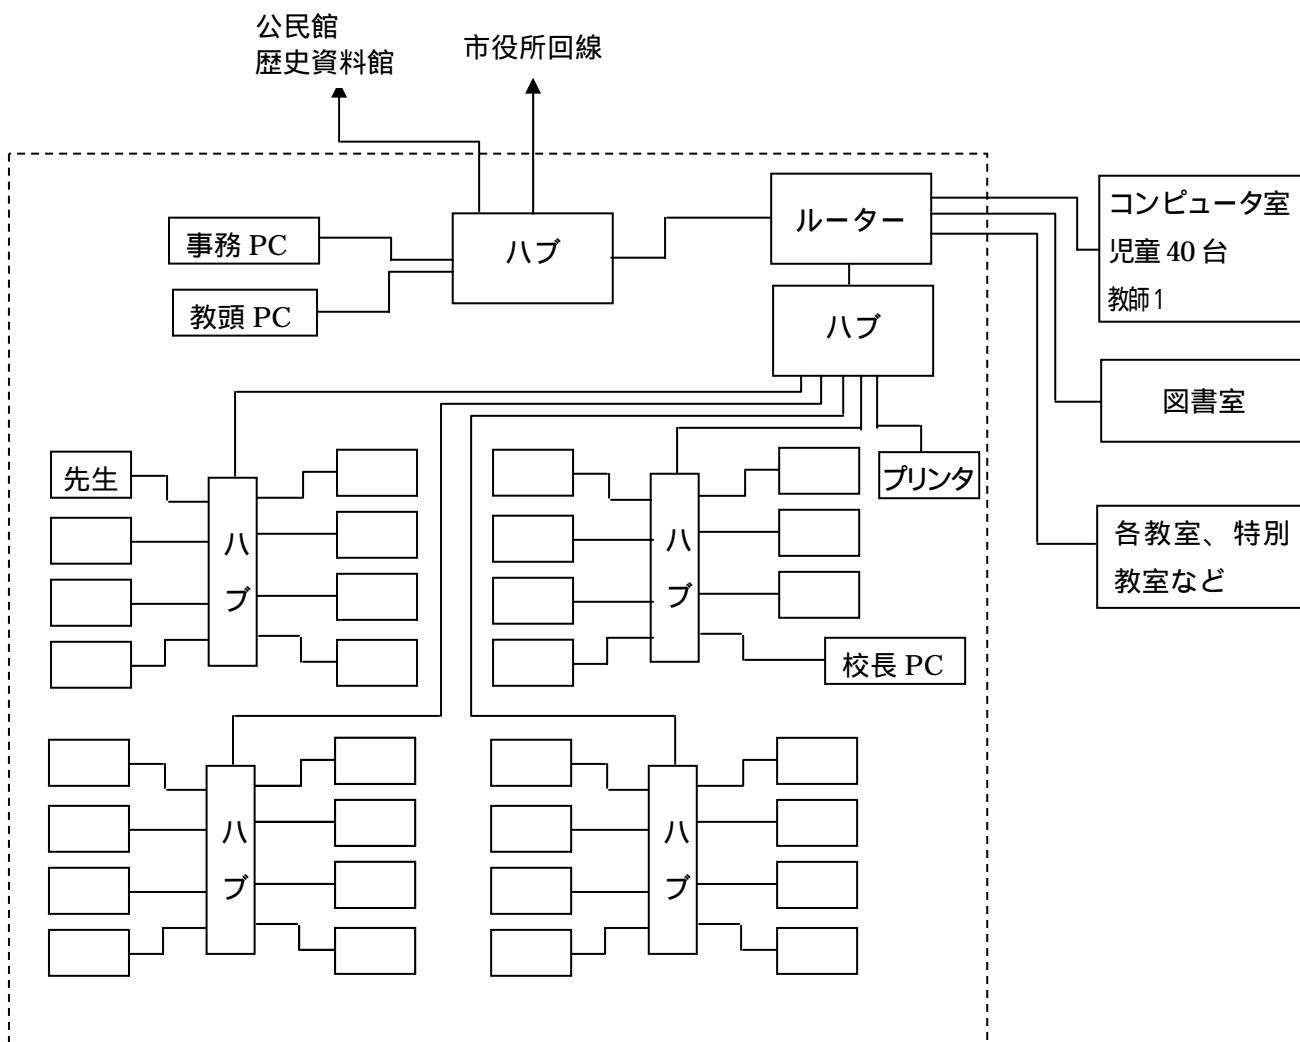 公民館
歴史資料館
市役所回線
ルーター
コンピュータ室
児童 40 台
教師 1
事務 PC
ハブ
教頭 PC
ハブ
図書室
先生
ハブ
ハブ
プリンタ
各教室、特別
教室など
校長 PC
ハブ
ハブ